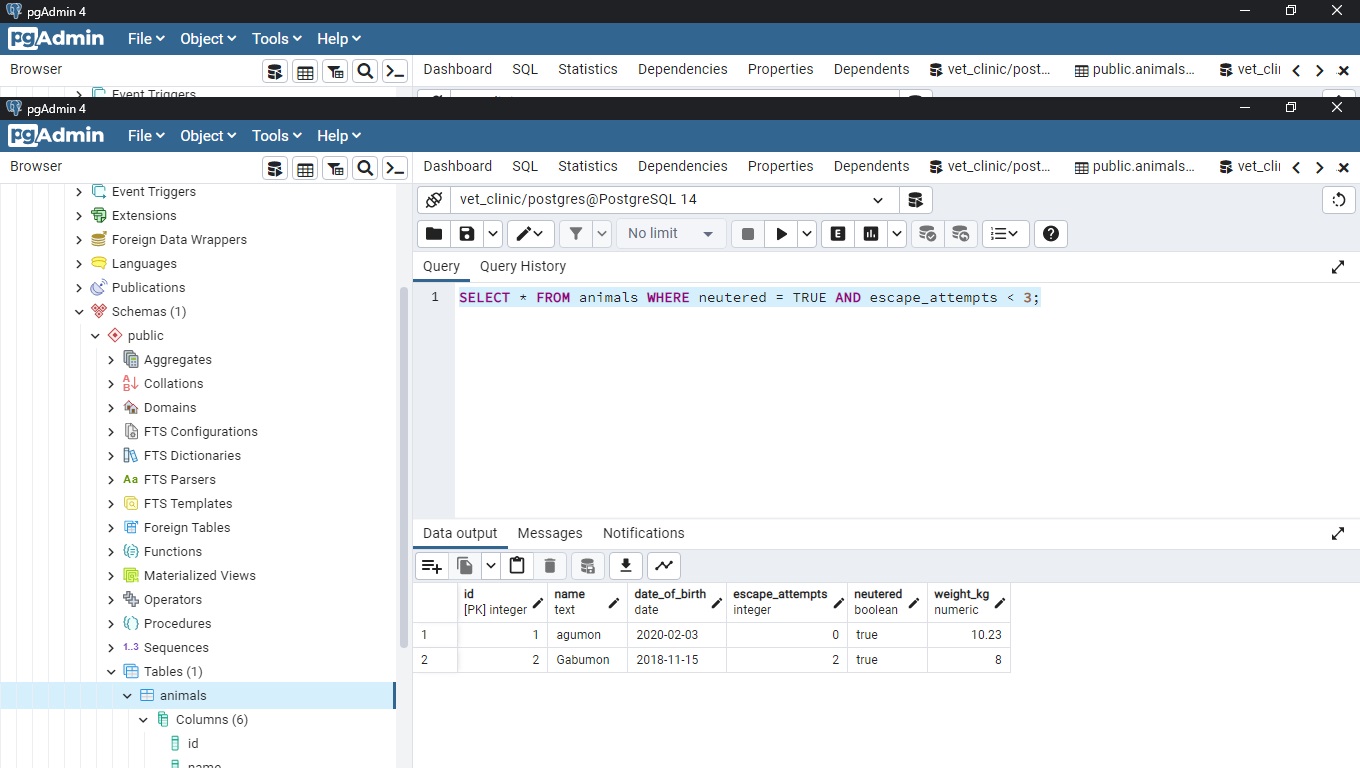 pgAdmin 4
pgAdmin File Object Tools Help
Browser Dashboard SQL Statistics Dependencies Properties Dependents vet_clinic/post... public.animals... vet_cli
Event Triggers
pgAdmin 4
pgAdmin File Object Tools Help
Browser Dashboard SQL Statistics Dependencies Properties Dependents vet_clinic/post... public.animals... vet_cli
Event Triggers
Extensions
Foreign Data Wrappers
Languages
Publications
Schemas (1)
public
Aggregates
Collations
Domains
FTS Configurations
FTS Dictionaries
Aa FTS Parsers
FTS Templates
Foreign Tables
Functions
Materialized Views
Operators
Procedures
1..3 Sequences
Tables (1)
animals
Columns (6)
id
name
vet_clinic/postgres@PostgreSQL 14
No limit E
Query Query History
1 SELECT * FROM animals WHERE neutered = TRUE AND escape_attempts < 3;
Data output Messages Notifications
id name date_of_birth escape_attempts neutered weight_kg
[PK] integer text date integer boolean numeric
1 1 agumon 2020-02-03 0 true 10.23
2 2 Gabumon 2018-11-15 2 true 8